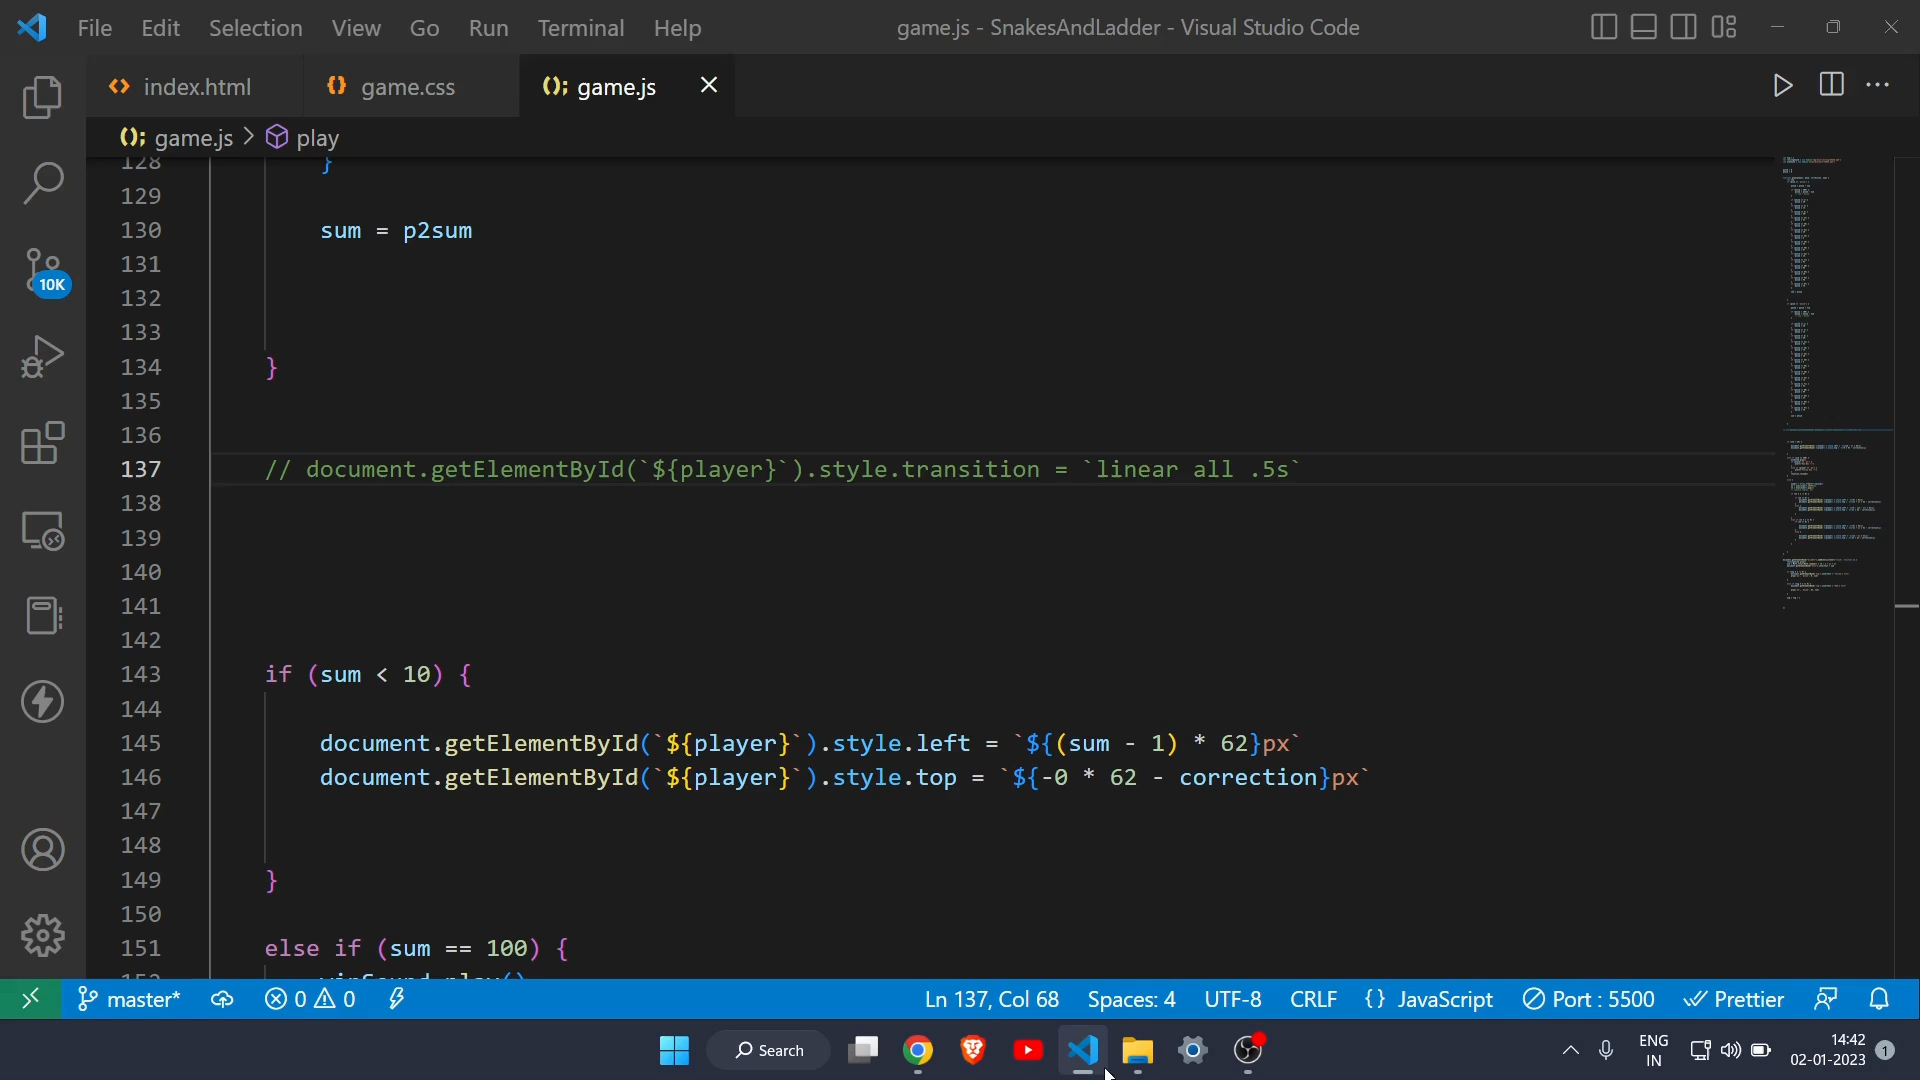 File Edit Selection View Go Run Terminal Help game.js - SnakesAndLadder - Visual Studio Code
index.html game.css game.js
game.js > play
128 }
129
130 sum = p2sum
131
132
133
134 }
135
136
137 // document.getElementById(`${player}`).style.transition = `linear all .5s`
138
139
140
141
142
143 if (sum < 10) {
144
145 document.getElementById(`${player}`).style.left = `${(sum - 1) * 62}px`
146 document.getElementById(`${player}`).style.top = `${-0 * 62 - correction}px`
147
148
149 }
150
151 else if (sum == 100) {
152 winSound.play()
10K
master* 0 0 Ln 137, Col 68 Spaces: 4 UTF-8 CRLF {} JavaScript Port : 5500 Prettier
Search ENG IN 14:42 02-01-2023 1